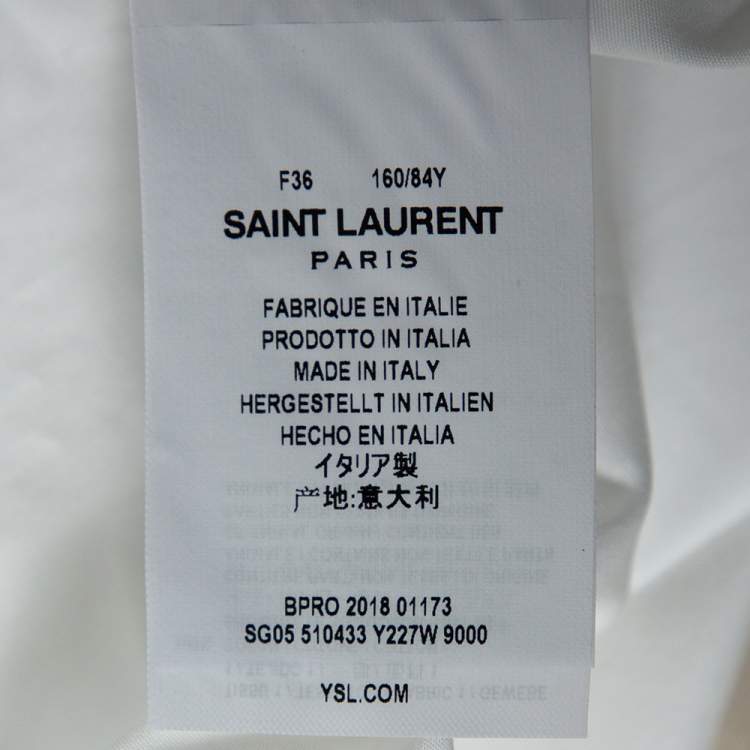 F36 160/84Y
SAINT LAURENT
PARIS
FABRIQUE EN ITALIE
PRODOTTO IN ITALIA
MADE IN ITALY
HERGESTELLT IN ITALIEN
HECHO EN ITALIA
イタリア製
产地:意大利
BPRO 2018 01173
SG05 510433 Y227W 9000
YSL.COM